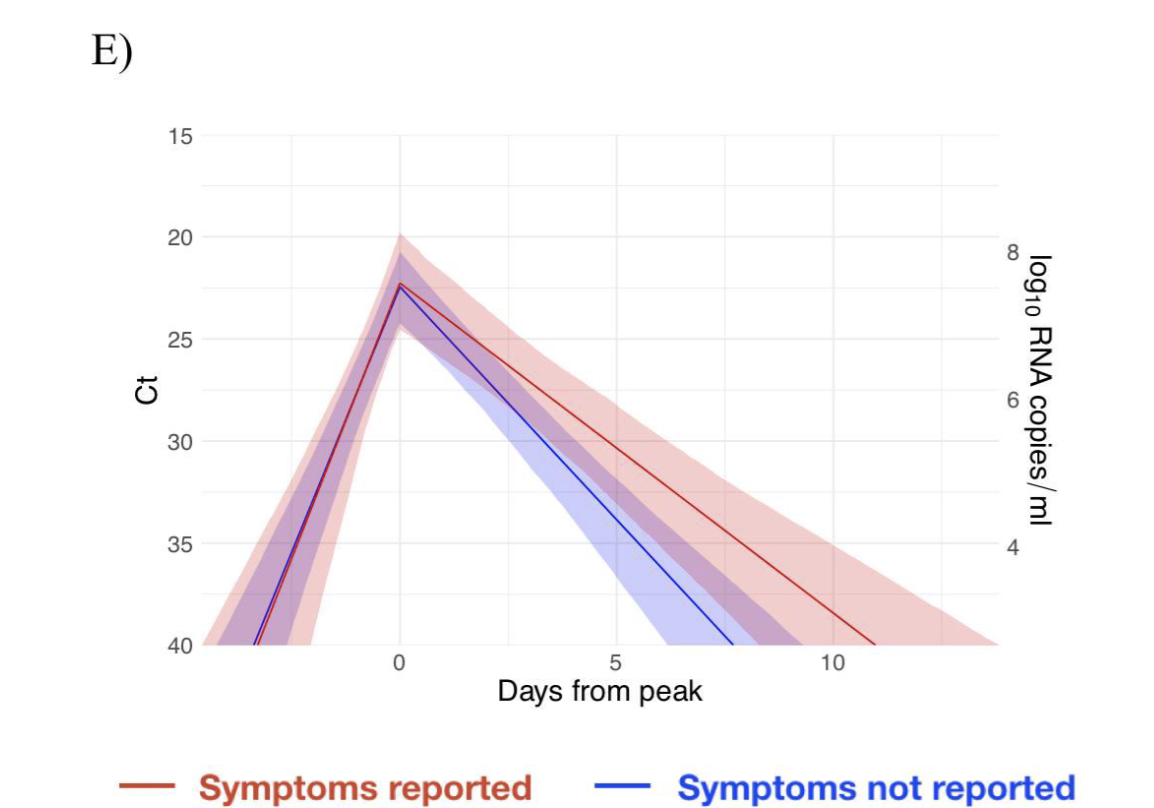 E)
15
20
25
30
35
40
Ct
8
6
4
log₁₀ RNA copies/ml
0 5 10
Days from peak
Symptoms reported Symptoms not reported